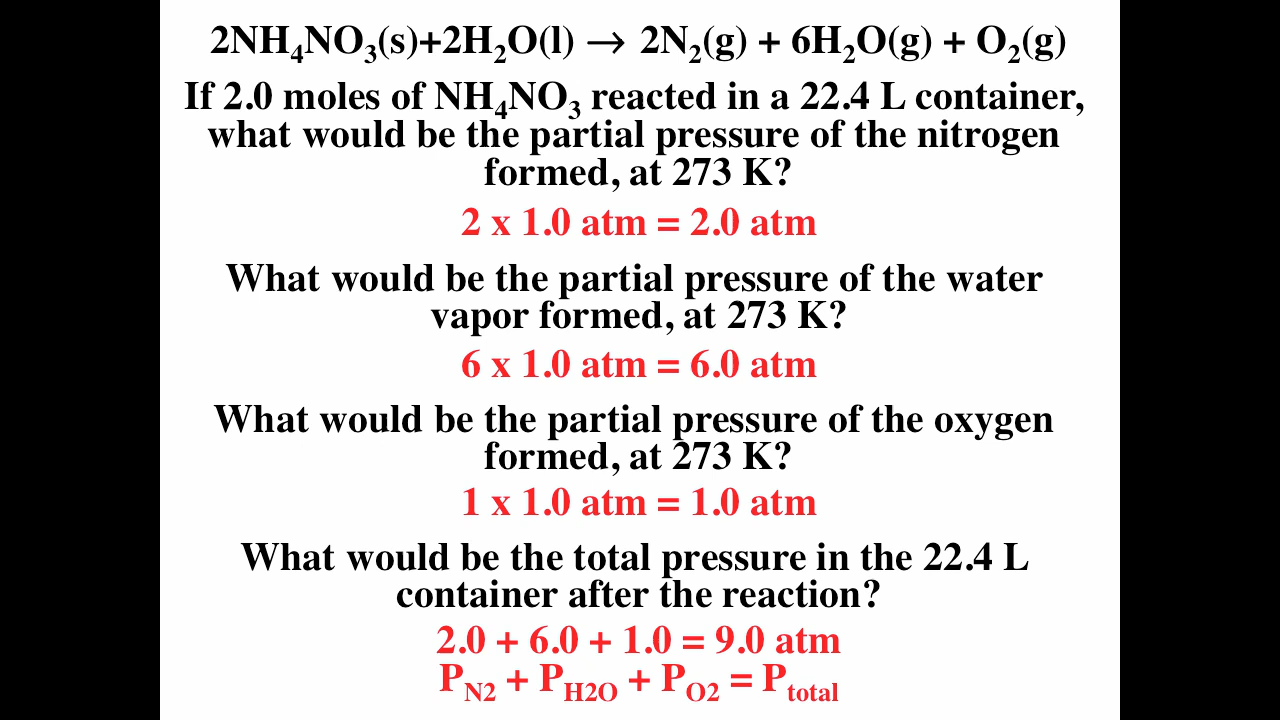 2NH₄NO₃(s)+2H₂O(l) → 2N₂(g) + 6H₂O(g) + O₂(g)
If 2.0 moles of NH₄NO₃ reacted in a 22.4 L container,
what would be the partial pressure of the nitrogen
formed, at 273 K?
2 x 1.0 atm = 2.0 atm
What would be the partial pressure of the water
vapor formed, at 273 K?
6 x 1.0 atm = 6.0 atm
What would be the partial pressure of the oxygen
formed, at 273 K?
1 x 1.0 atm = 1.0 atm
What would be the total pressure in the 22.4 L
container after the reaction?
2.0 + 6.0 + 1.0 = 9.0 atm
P_N2 + P_H2O + P_O2 = P_total